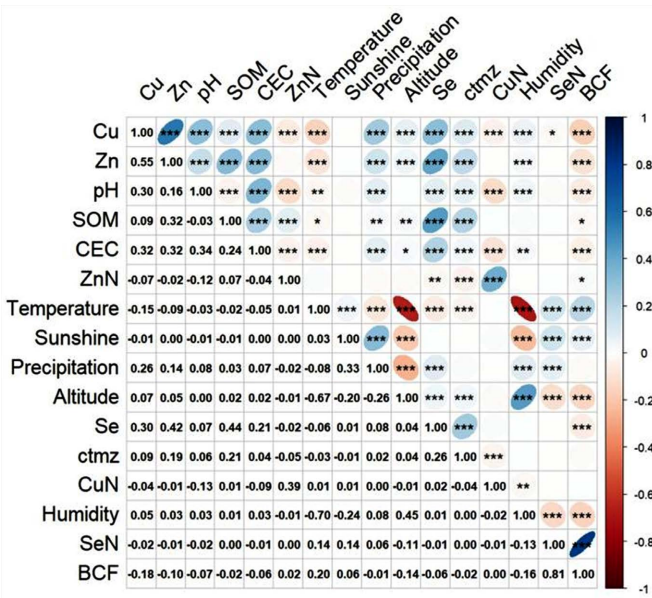 Cu Zn pH SOM CEC ZnN Temperature Sunshine Precipitation Altitude Se ctmz CuN Humidity SeN BCF
Cu 1.00 *** *** *** *** *** *** *** *** *** *** *** *** * ***
Zn 0.55 1.00 *** *** *** *** *** *** *** *** *** ***
pH 0.30 0.16 1.00 *** *** *** ** *** *** *** *** *** ***
SOM 0.09 0.32 -0.03 1.00 *** *** * ** ** *** *** *
CEC 0.32 0.32 0.34 0.24 1.00 *** *** *** * *** *** *** ** ***
ZnN -0.07 -0.02 -0.12 0.07 -0.04 1.00 ** *** *** *
Temperature -0.15 -0.09 -0.03 -0.02 -0.05 0.01 1.00 *** *** *** *** *** *** *** ***
Sunshine -0.01 0.00 -0.01 -0.01 0.00 0.00 0.03 1.00 *** *** *** *** ***
Precipitation 0.26 0.14 0.08 0.03 0.07 -0.02 -0.08 0.33 1.00 *** *** *** ***
Altitude 0.07 0.05 0.00 0.02 0.02 -0.01 -0.67 -0.20 -0.26 1.00 *** *** *** *** ***
Se 0.30 0.42 0.07 0.44 0.21 -0.02 -0.06 0.01 0.08 0.04 1.00 *** ***
ctmz 0.09 0.19 0.06 0.21 0.04 -0.05 -0.03 -0.01 0.02 0.04 0.26 1.00 ***
CuN -0.04 -0.01 -0.13 0.01 -0.09 0.39 0.01 0.01 0.00 -0.01 0.02 -0.04 1.00 **
Humidity 0.05 0.03 0.03 0.01 0.03 -0.01 -0.70 -0.24 0.08 0.45 0.01 0.00 -0.02 1.00 *** ***
SeN -0.02 -0.01 -0.02 0.00 -0.01 0.00 0.14 0.14 0.06 -0.11 -0.01 0.00 -0.01 -0.13 1.00 ***
BCF -0.18 -0.10 -0.07 -0.02 -0.06 0.02 0.20 0.06 -0.01 -0.14 -0.06 -0.02 0.00 -0.16 0.81 1.00
1
0.8
0.6
0.4
0.2
0
-0.2
-0.4
-0.6
-0.8
-1